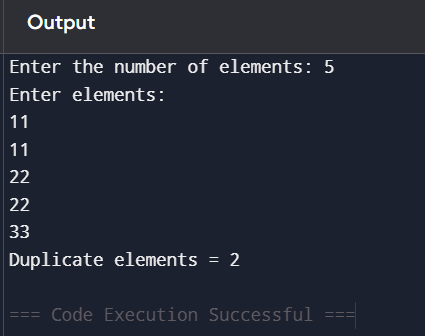 Output
Enter the number of elements: 5
Enter elements:
11
11
22
22
33
Duplicate elements = 2
=== Code Execution Successful ===